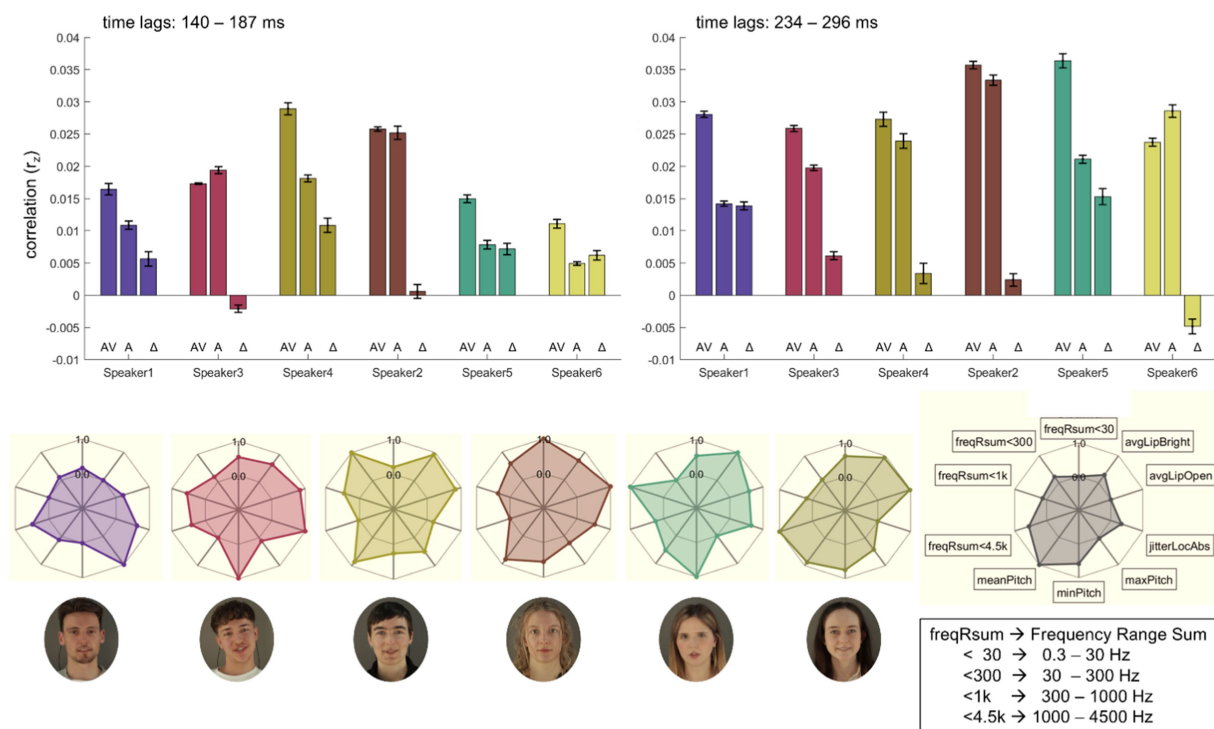 time lags: 140 – 187 ms
correlation (r_z)
0.04
0.035
0.03
0.025
0.02
0.015
0.01
0.005
0
-0.005
-0.01
AV A Δ AV A Δ AV A Δ AV A Δ AV A Δ AV A Δ
Speaker1 Speaker3 Speaker4 Speaker2 Speaker5 Speaker6
time lags: 234 – 296 ms
0.04
0.035
0.03
0.025
0.02
0.015
0.01
0.005
0
-0.005
-0.01
AV A Δ AV A Δ AV A Δ AV A Δ AV A Δ AV A Δ
Speaker1 Speaker3 Speaker4 Speaker2 Speaker5 Speaker6
1.0
0.0
1.0
0.0
1.0
0.0
1.0
0.0
1.0
0.0
1.0
0.0
freqRsum<30
1.0
0.0
freqRsum<300
avgLipBright
freqRsum<1k
avgLipOpen
freqRsum<4.5k
jitterLocAbs
meanPitch
maxPitch
minPitch
freqRsum → Frequency Range Sum
< 30 → 0.3 – 30 Hz
<300 → 30 – 300 Hz
<1k → 300 – 1000 Hz
<4.5k → 1000 – 4500 Hz